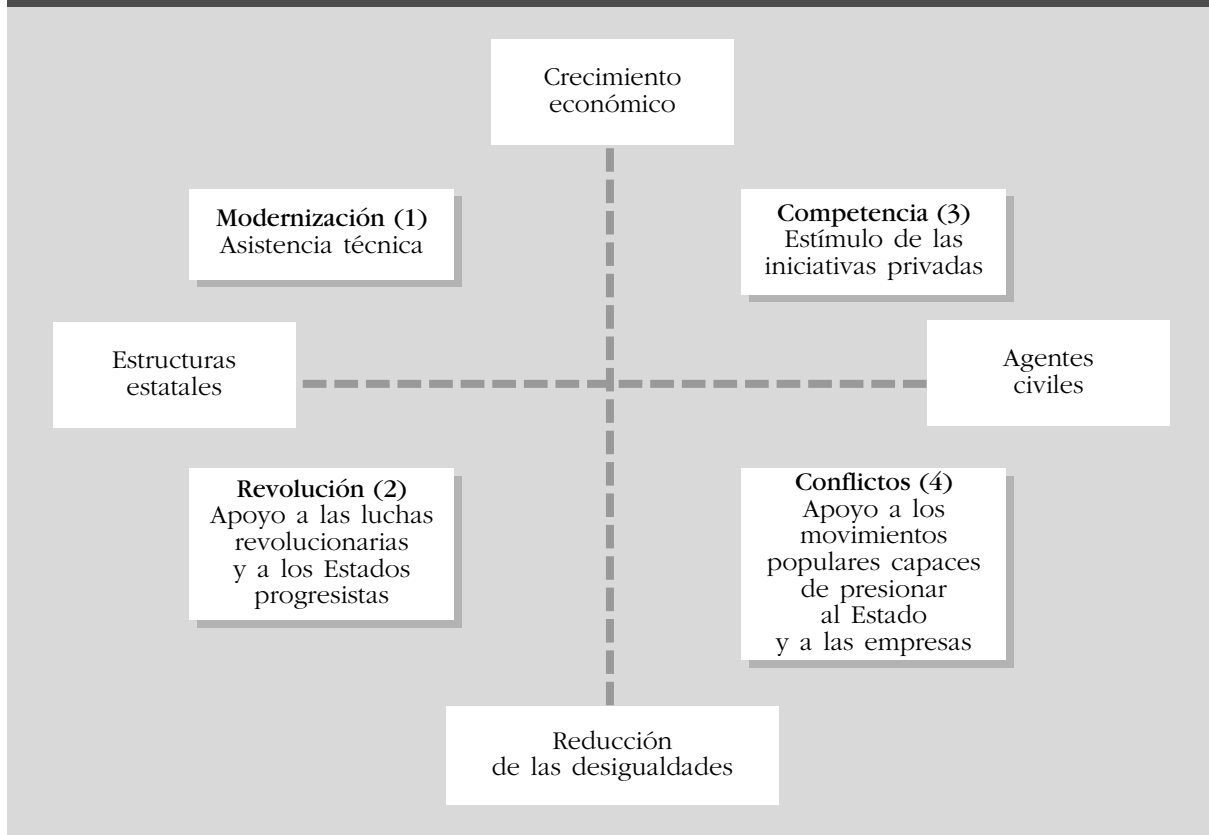 Crecimiento
económico
Modernización (1)
Asistencia técnica
Competencia (3)
Estímulo de las
iniciativas privadas
Estructuras
estatales
Agentes
civiles
Revolución (2)
Apoyo a las luchas
revolucionarias
y a los Estados
progresistas
Conflictos (4)
Apoyo a los
movimientos
populares capaces
de presionar
al Estado
y a las empresas
Reducción
de las desigualdades